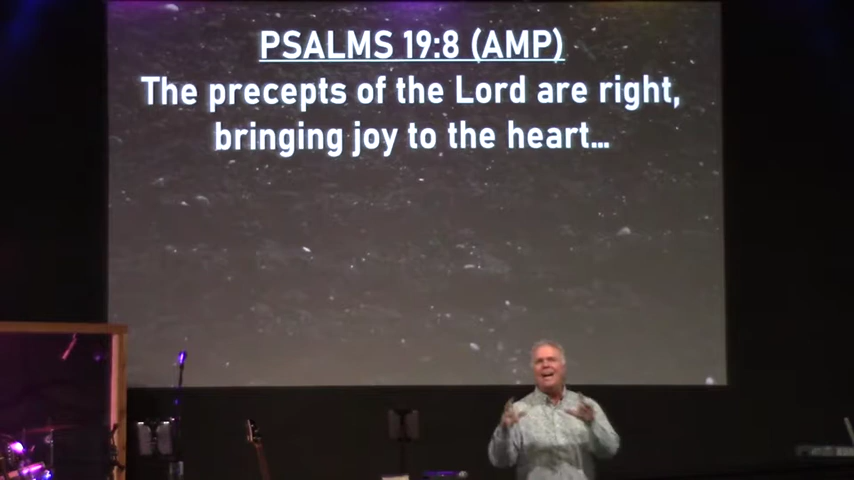 PSALMS 19:8 (AMP)
The precepts of the Lord are right,
bringing joy to the heart...